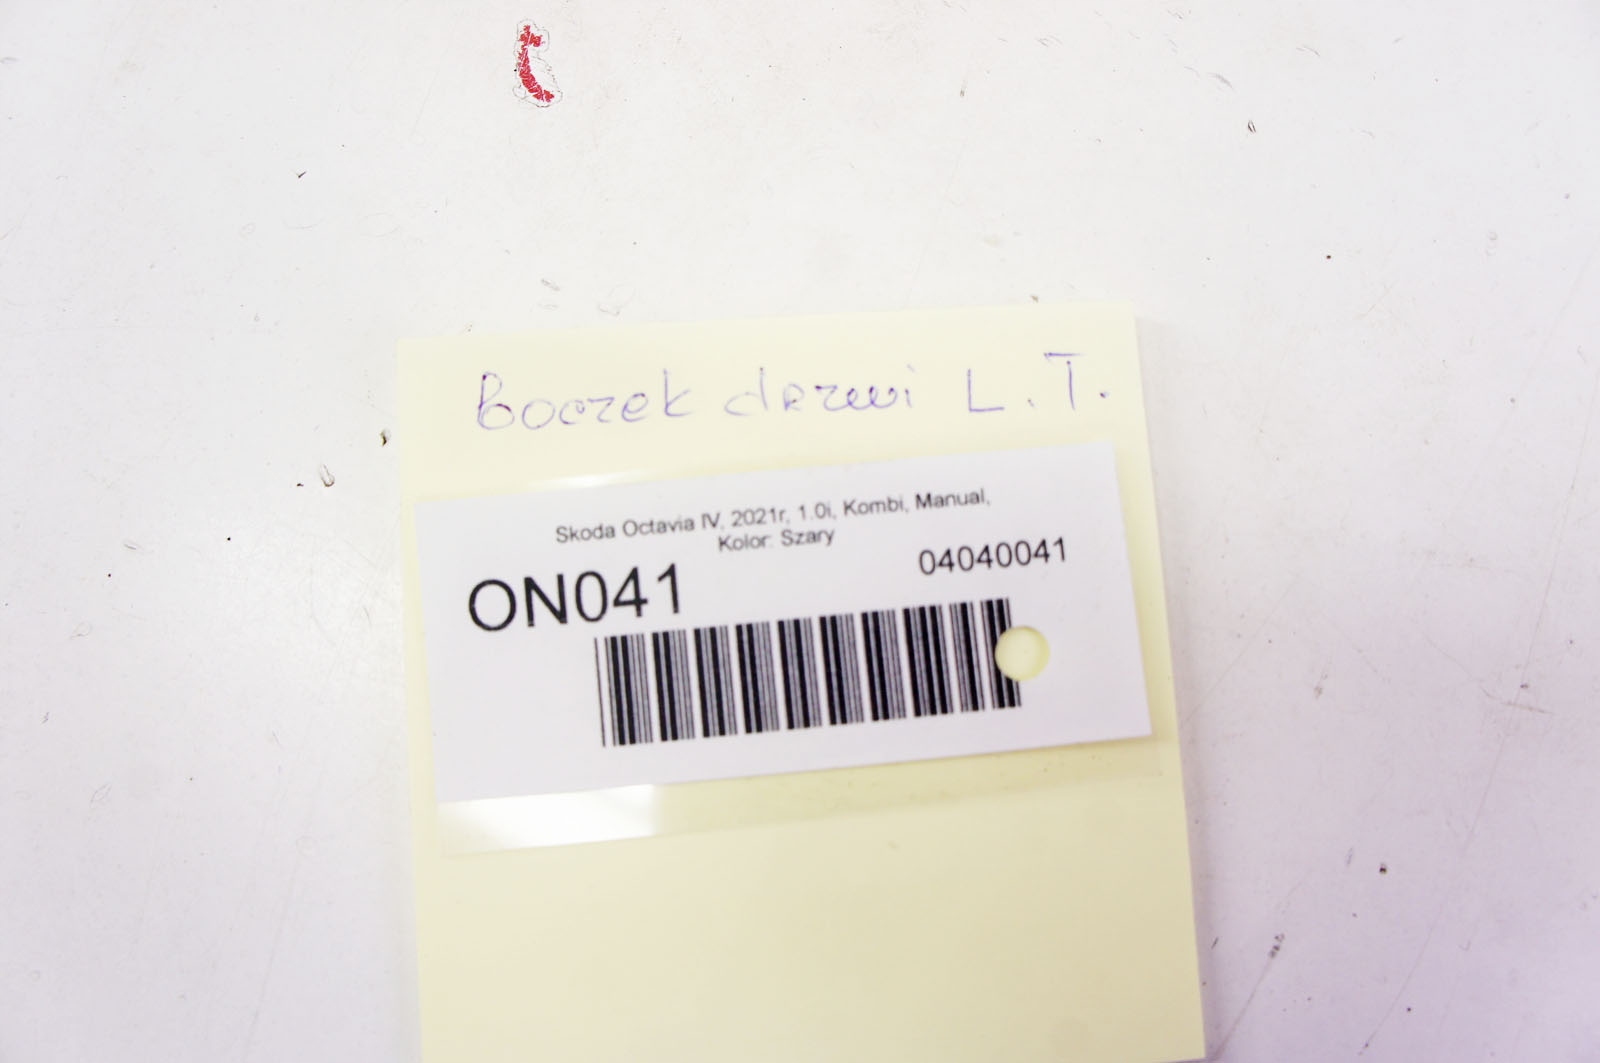 Boczek drzwi L.T.
Skoda Octavia IV, 2021r, 1.0i, Kombi, Manual,
Kolor: Szary
ON041
04040041